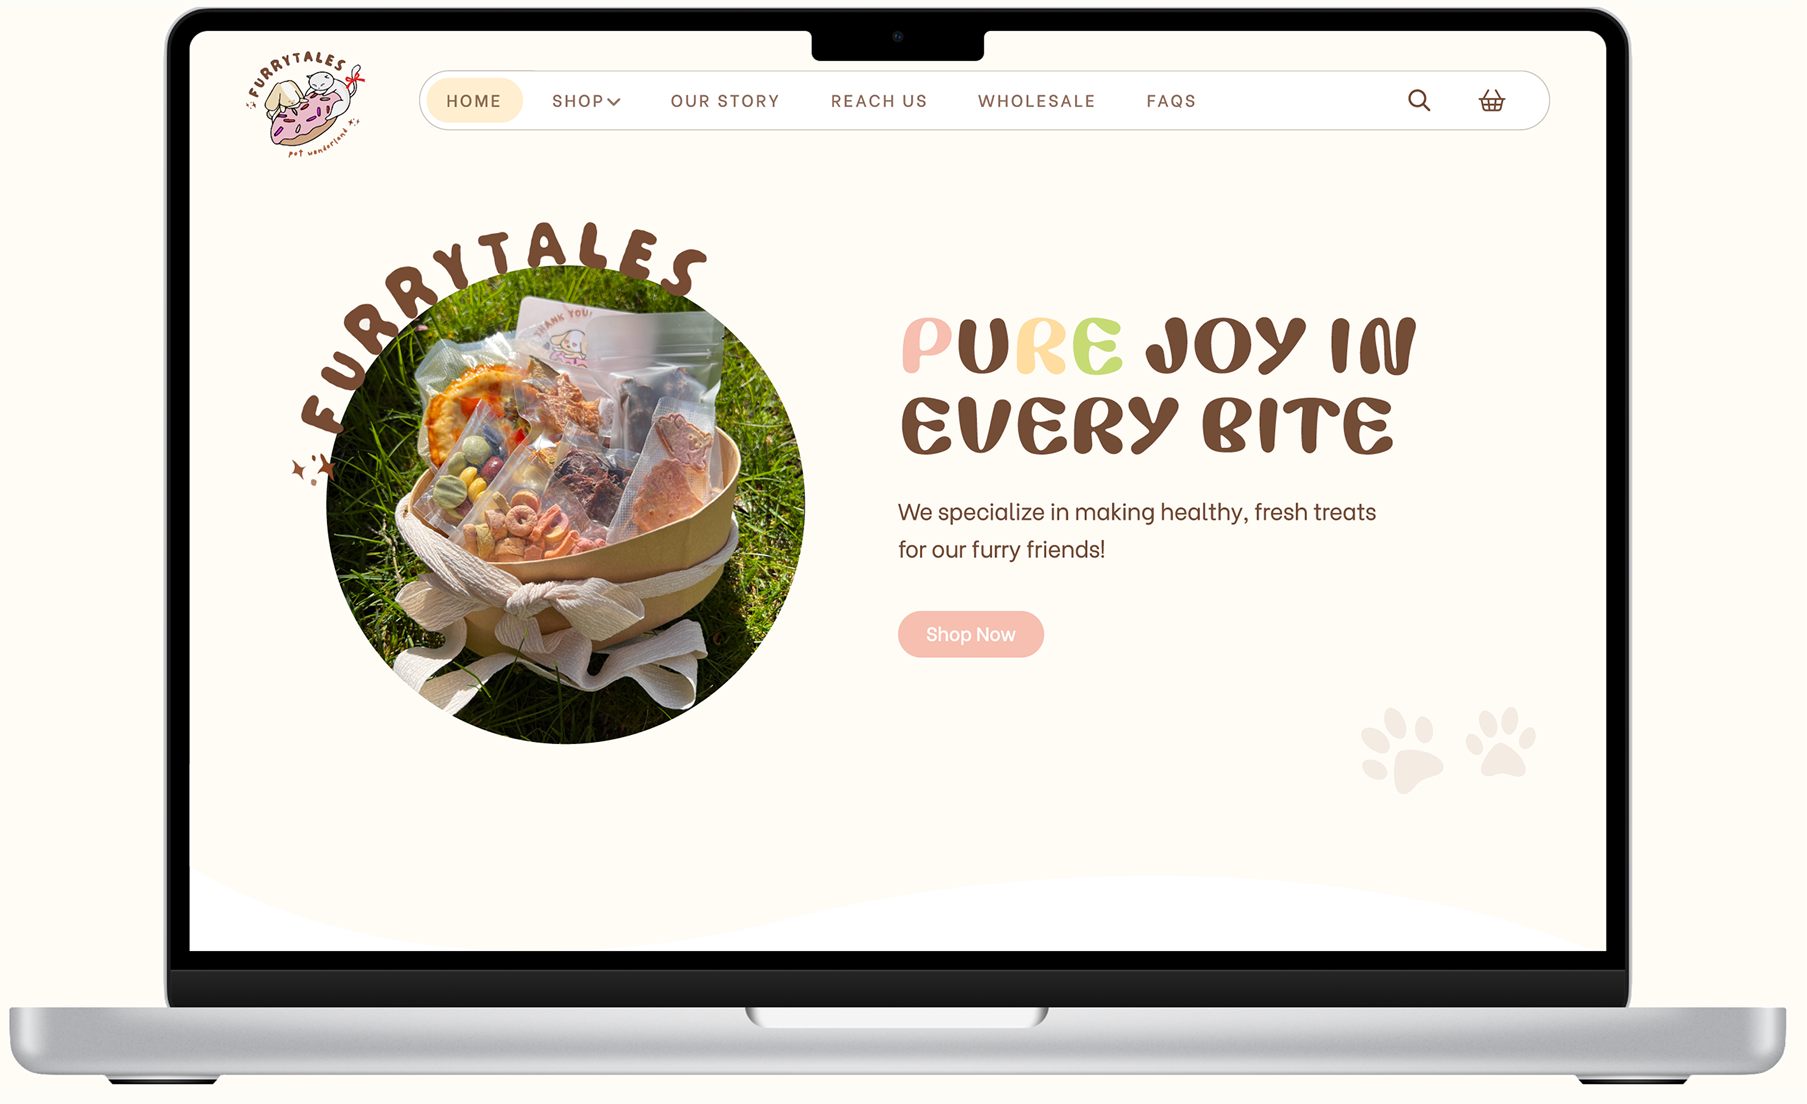 FURRYTALES
pet wonderland
HOME
SHOP
OUR STORY
REACH US
WHOLESALE
FAQS
FURRYTALES
THANK YOU!
PURE JOY IN
EVERY BITE
We specialize in making healthy, fresh treats
for our furry friends!
Shop Now